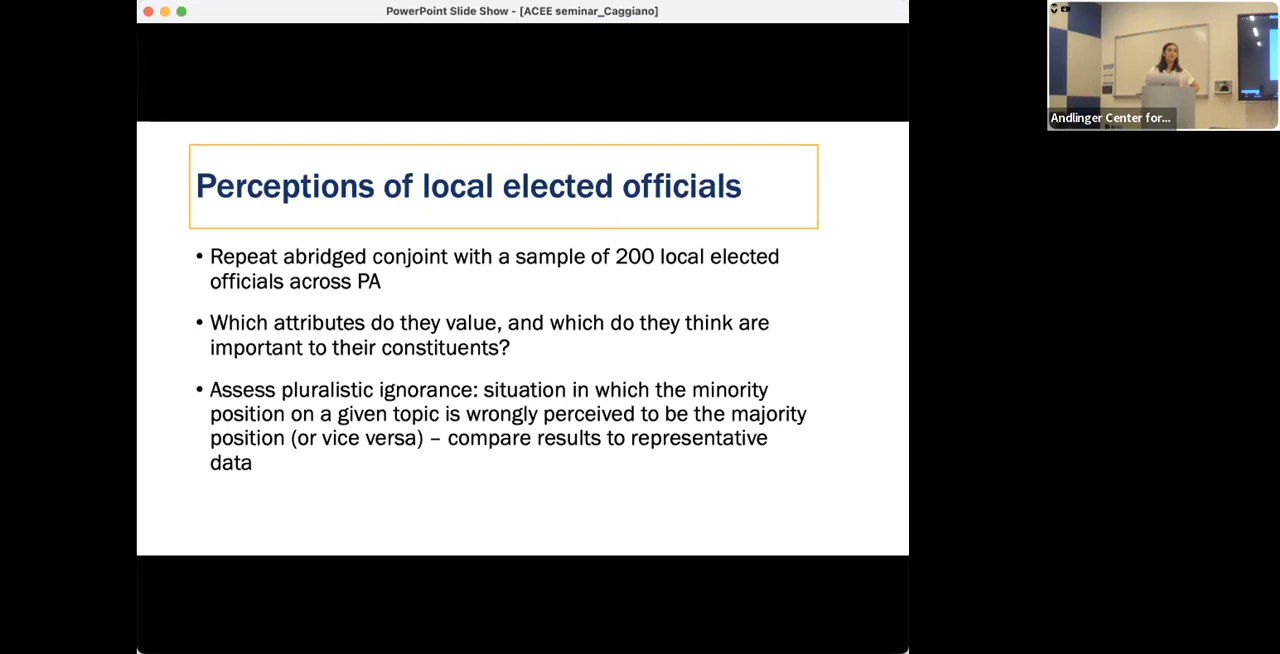 PowerPoint Slide Show - [ACEE seminar_Caggiano]
Andlinger Center for...
Perceptions of local elected officials
• Repeat abridged conjoint with a sample of 200 local elected
officials across PA
• Which attributes do they value, and which do they think are
important to their constituents?
• Assess pluralistic ignorance: situation in which the minority
position on a given topic is wrongly perceived to be the majority
position (or vice versa) – compare results to representative
data